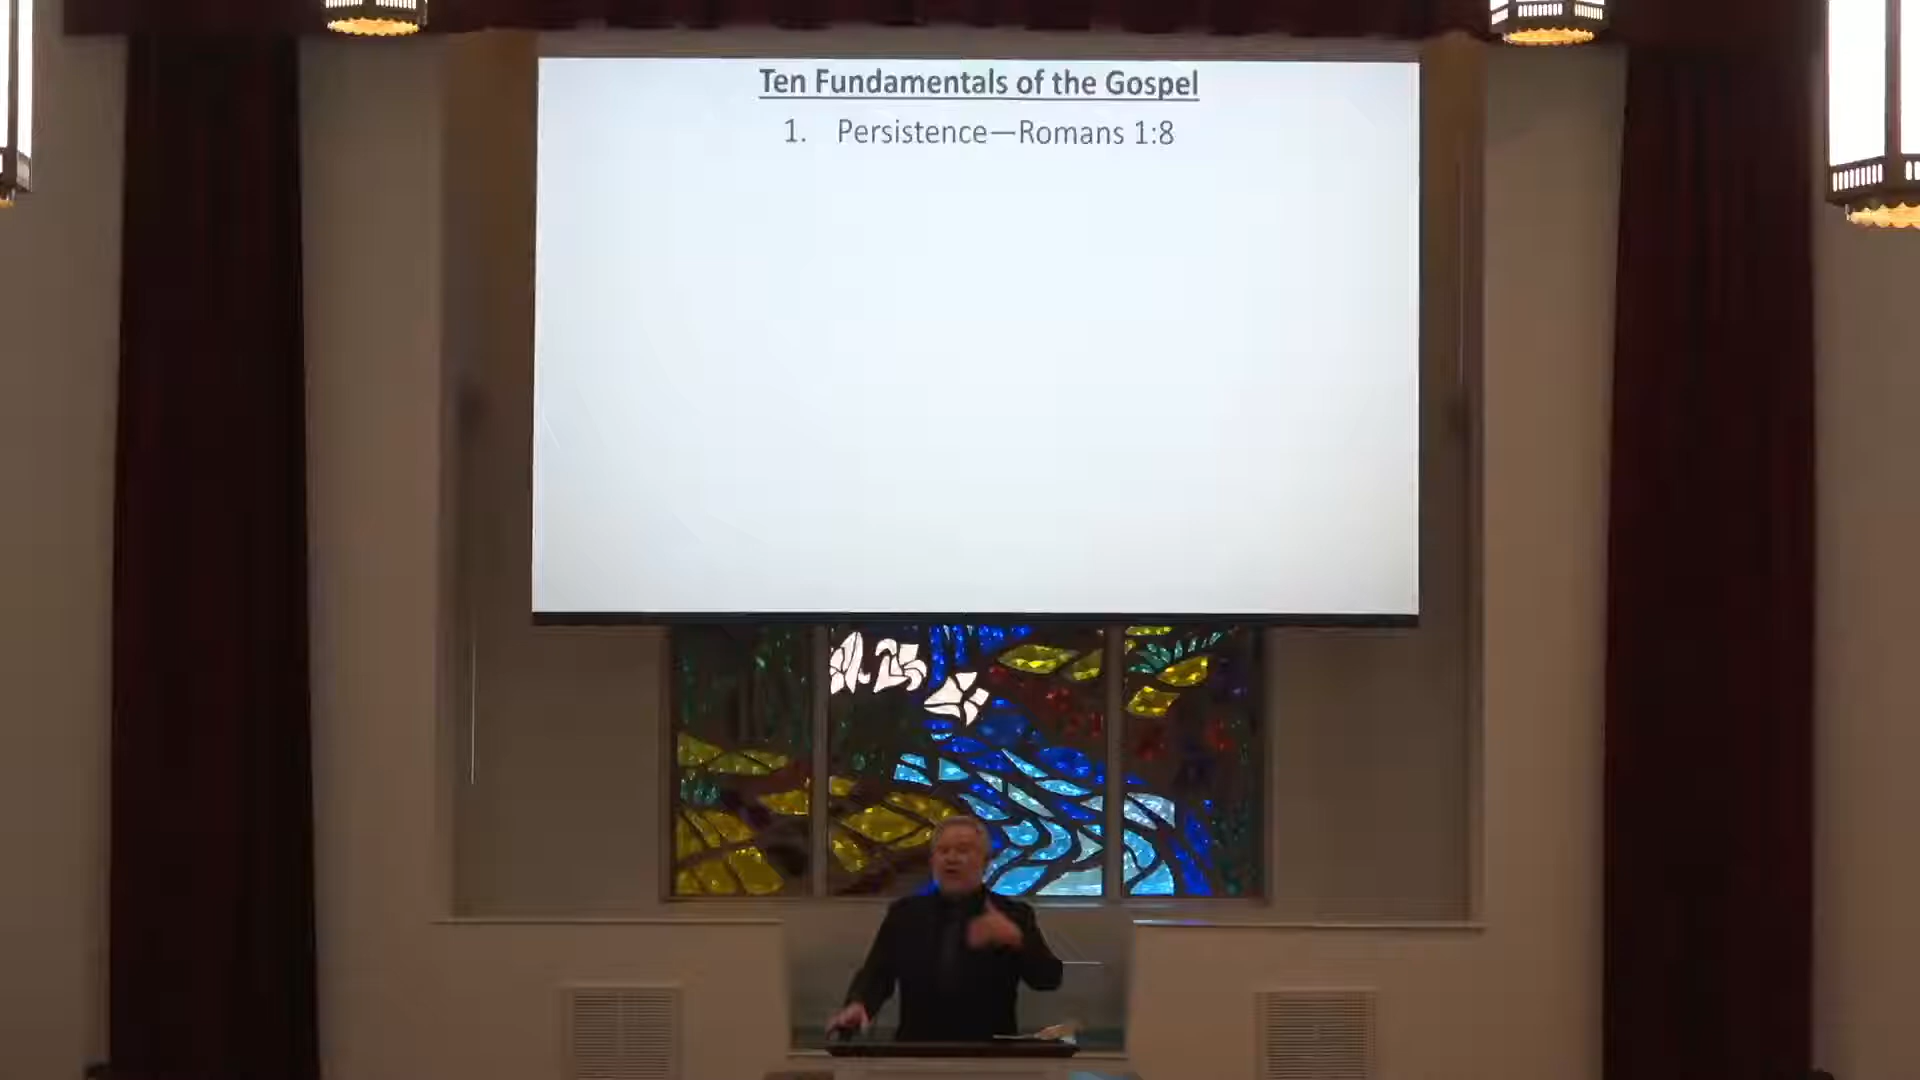 Ten Fundamentals of the Gospel
1. Persistence—Romans 1:8